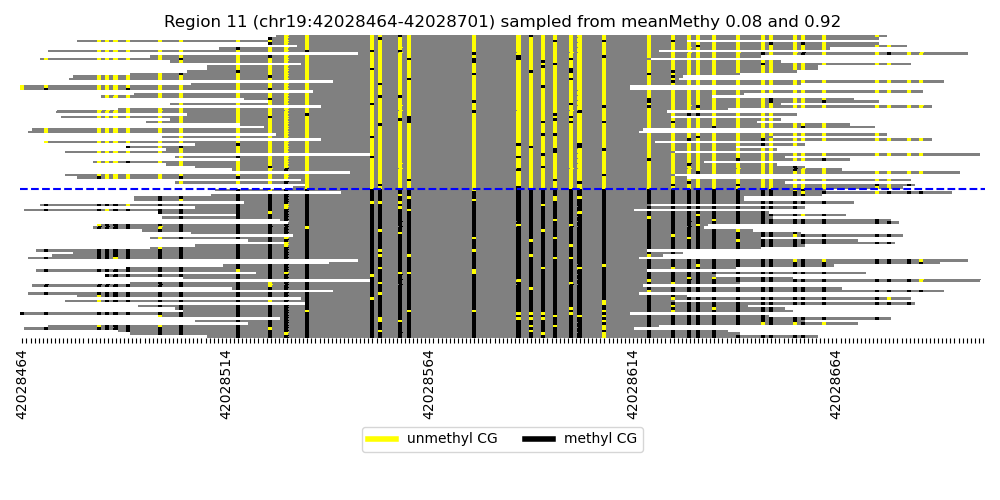 Region 11 (chr19:42028464-42028701) sampled from meanMethy 0.08 and 0.92
42028464
42028514
42028564
42028614
42028664
unmethyl CG
methyl CG